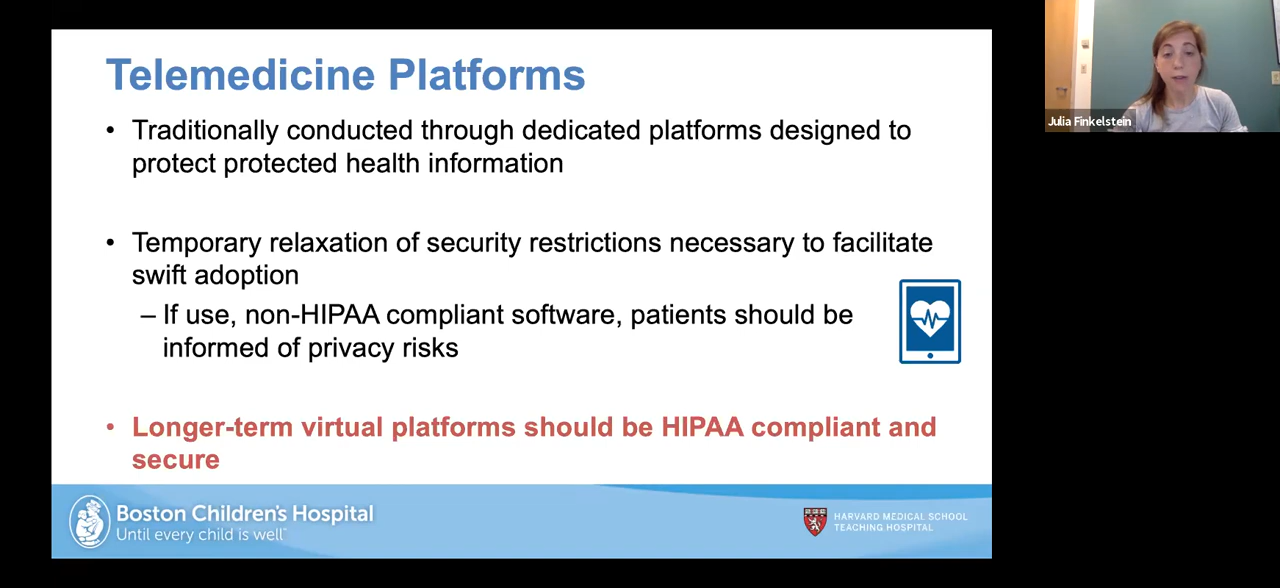 Telemedicine Platforms
• Traditionally conducted through dedicated platforms designed to
protect protected health information
• Temporary relaxation of security restrictions necessary to facilitate
swift adoption
– If use, non-HIPAA compliant software, patients should be
informed of privacy risks
• Longer-term virtual platforms should be HIPAA compliant and
secure
Boston Children's Hospital
Until every child is well™
HARVARD MEDICAL SCHOOL
TEACHING HOSPITAL
Julia Finkelstein